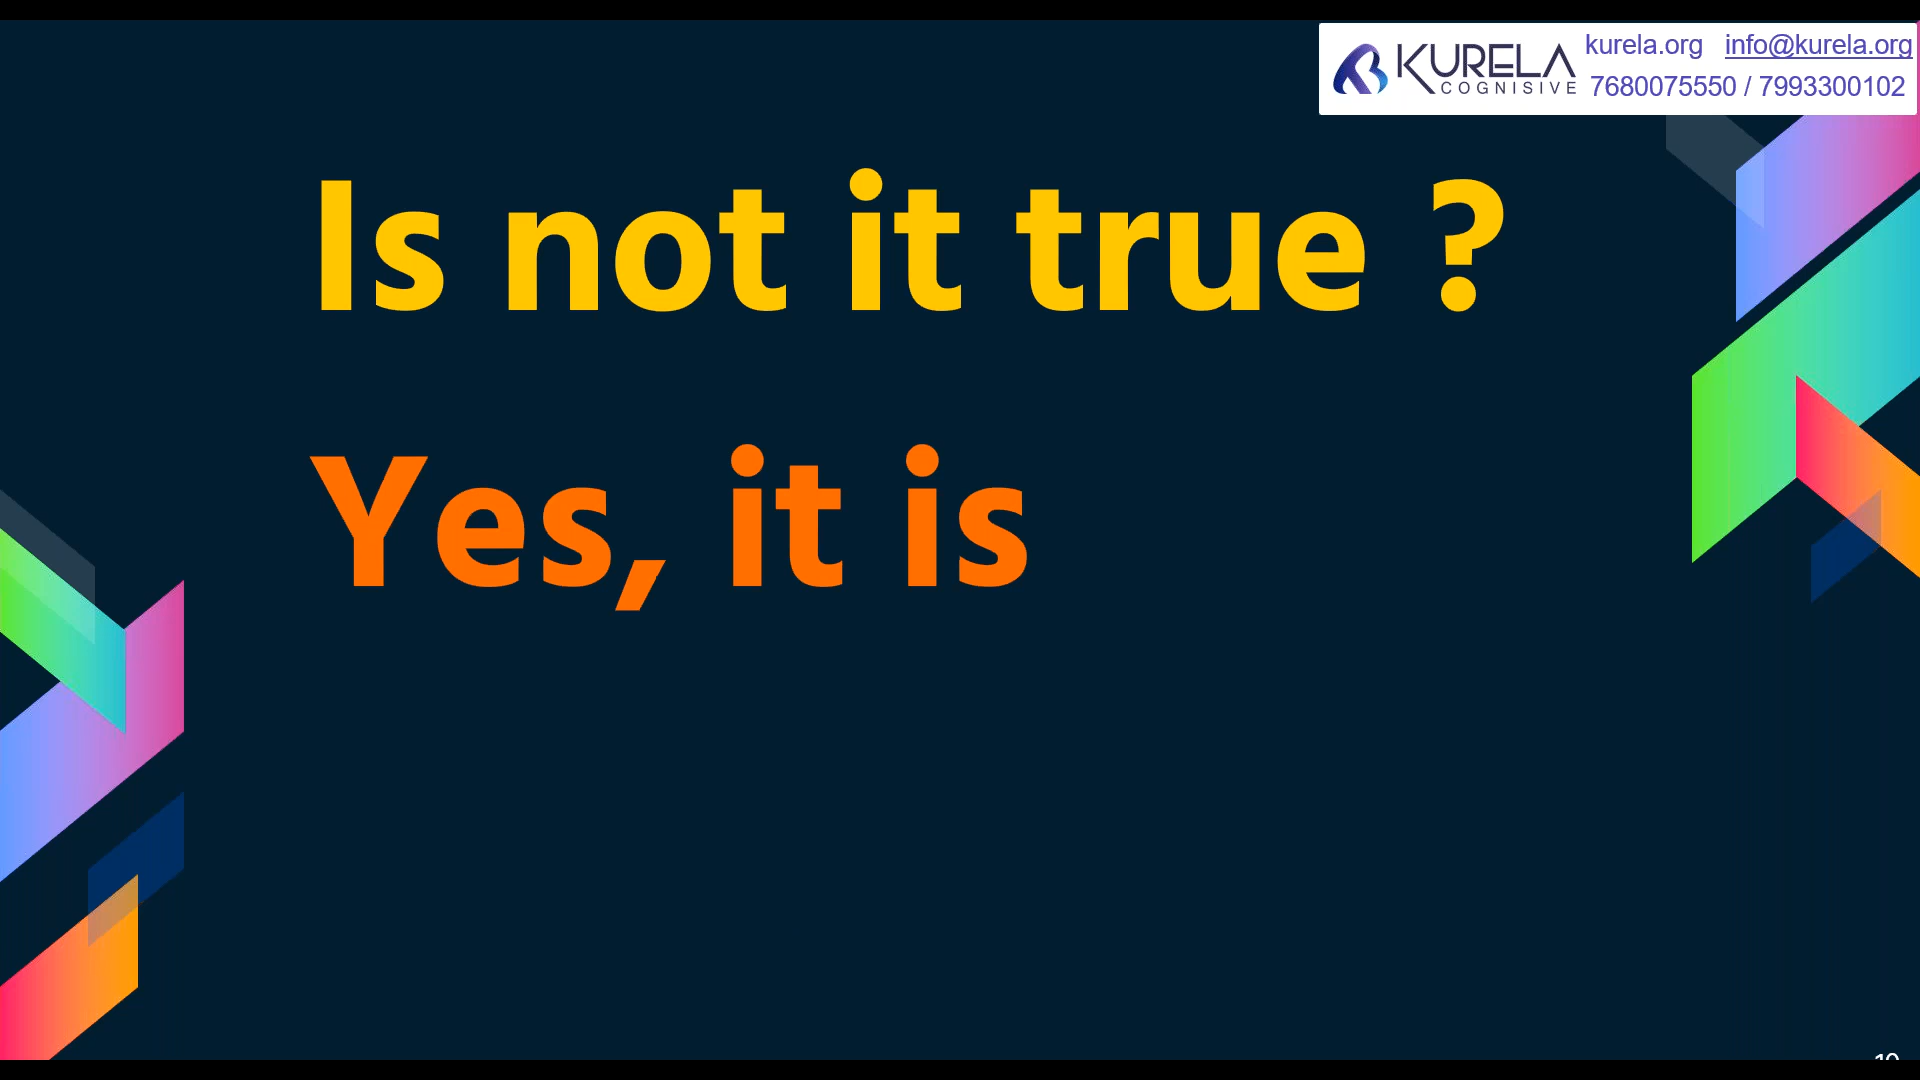 KURELA
COGNISIVE
kurela.org info@kurela.org
7680075550 / 7993300102
Is not it true ?
Yes, it is